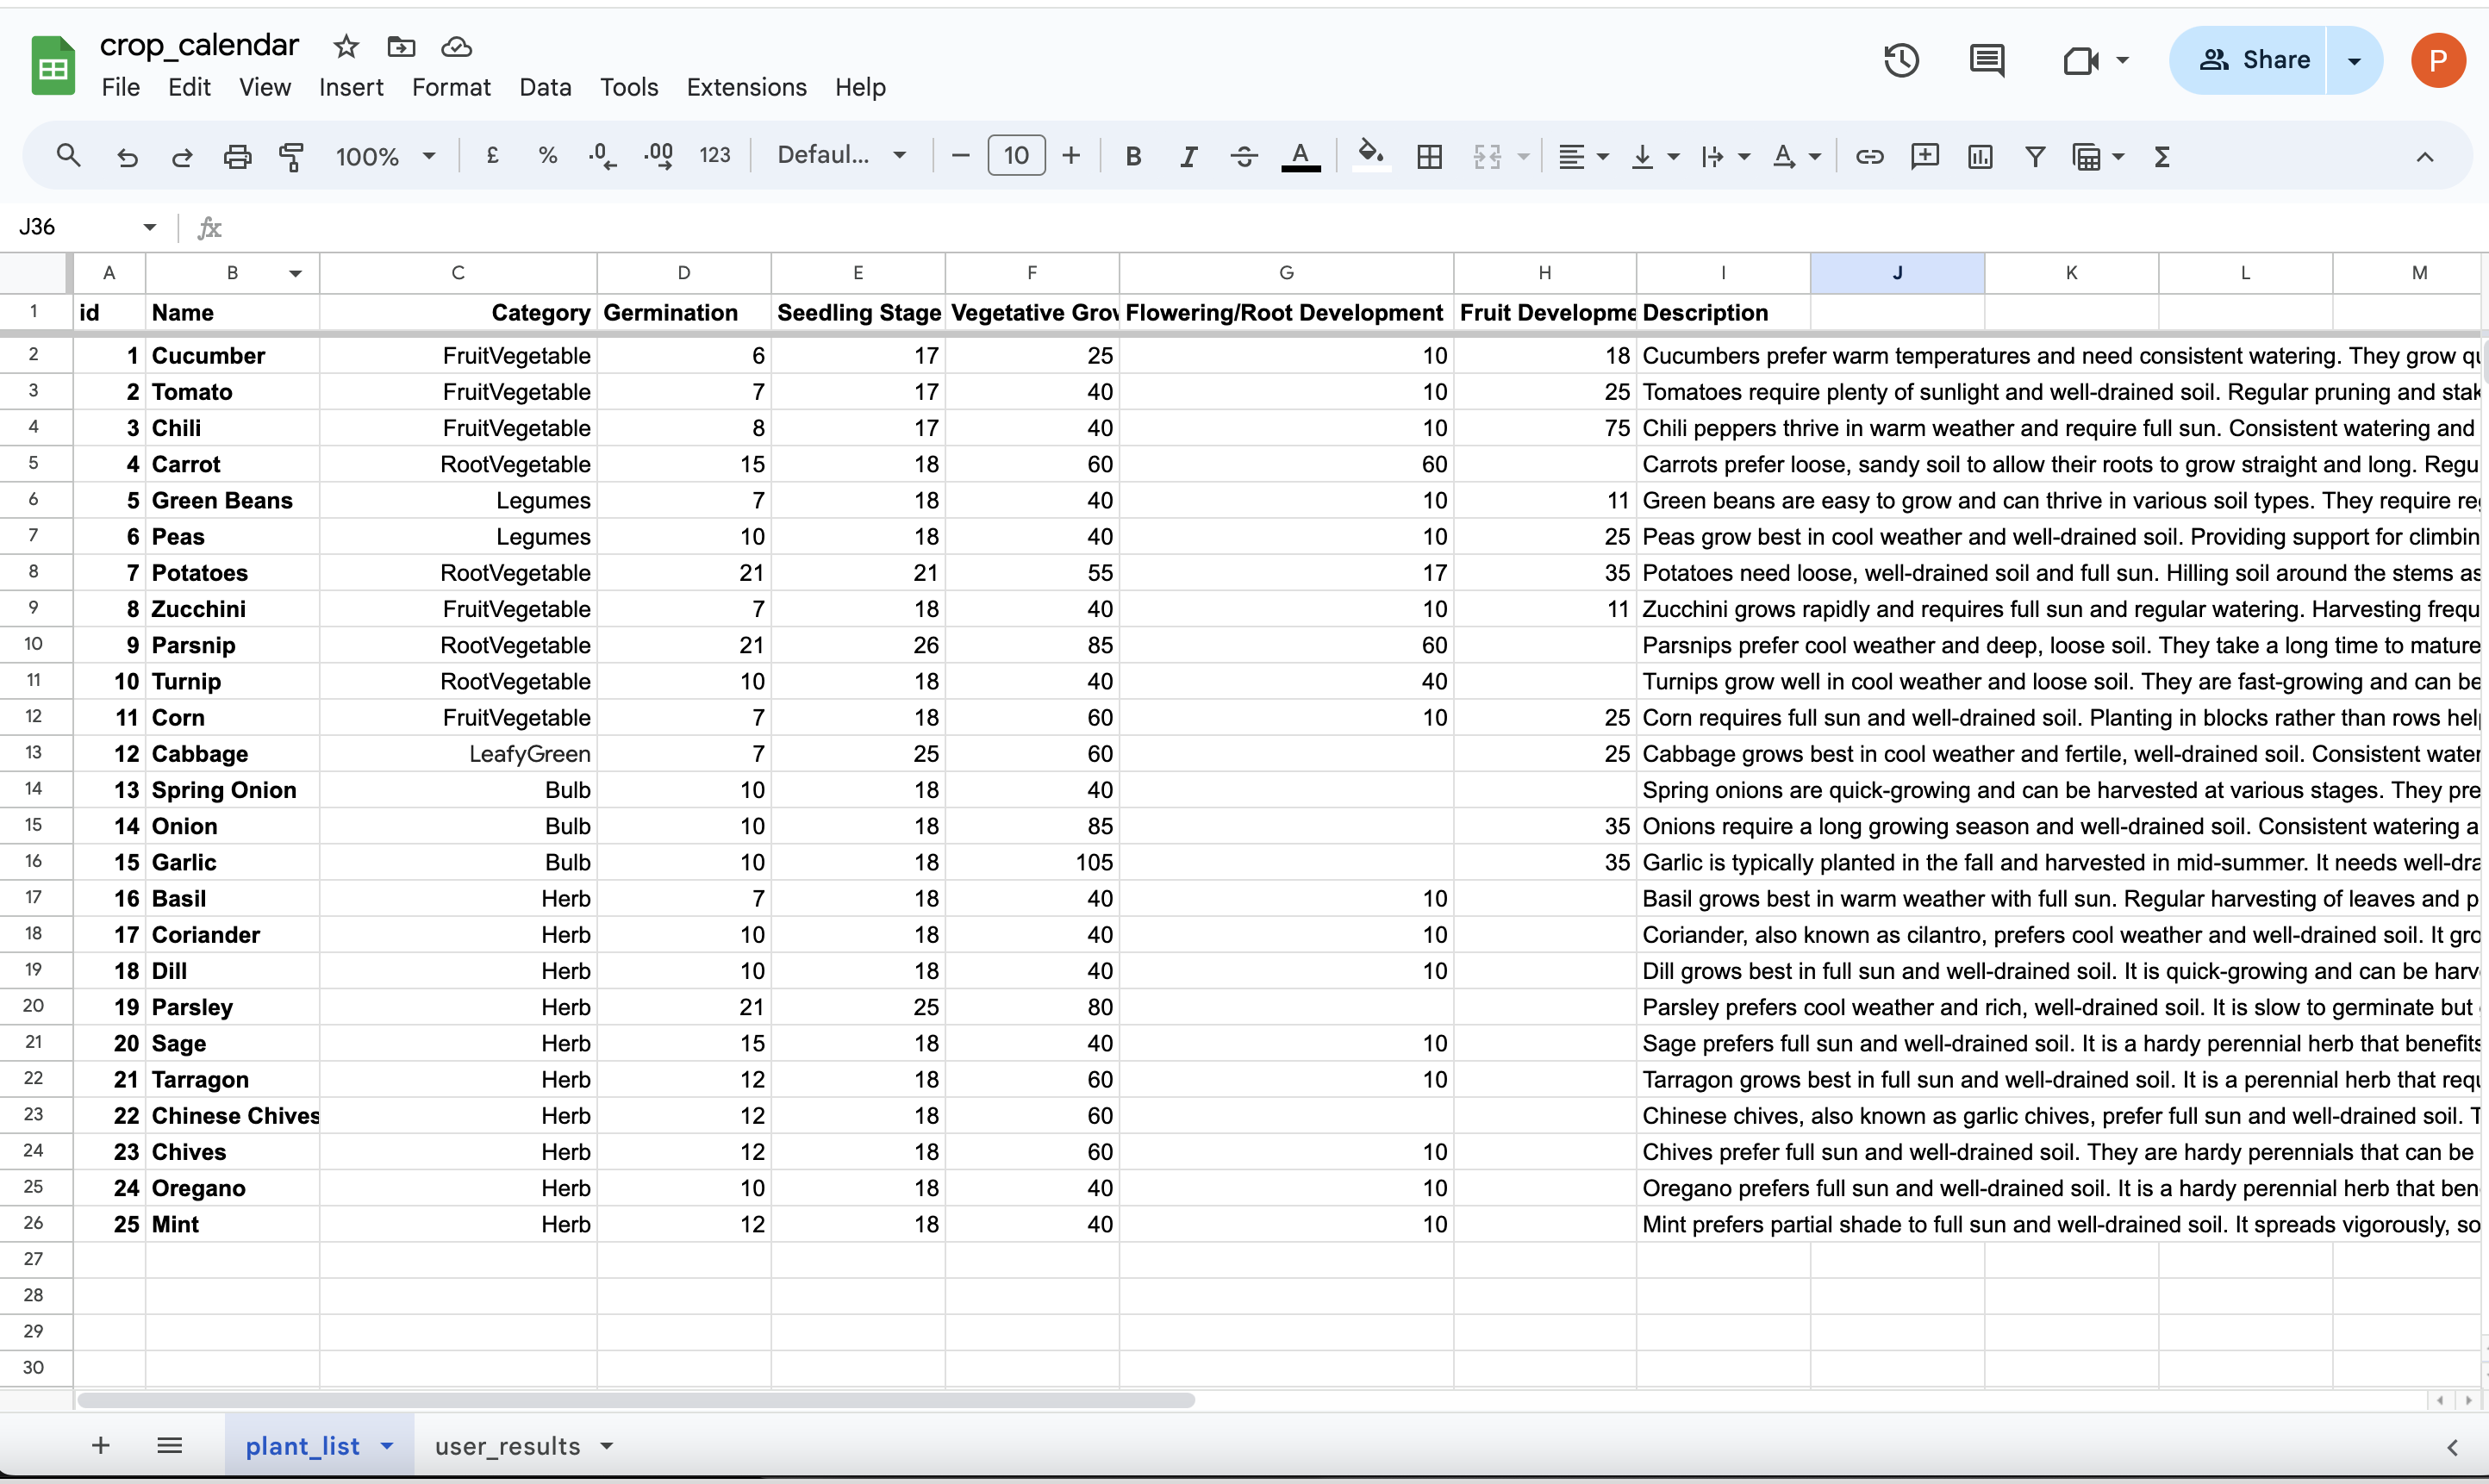 crop_calendar
File Edit View Insert Format Data Tools Extensions Help
Share
P
100% £ % .0 .00 123 Defaul... 10 B I S A A Σ
J36 fx
A B C D E F G H I J K L M
1 id Name Category Germination Seedling Stage Vegetative Grov Flowering/Root Development Fruit Developme Description
2 1 Cucumber FruitVegetable 6 17 25 10 18 Cucumbers prefer warm temperatures and need consistent watering. They grow
3 2 Tomato FruitVegetable 7 17 40 10 25 Tomatoes require plenty of sunlight and well-drained soil. Regular pruning and stak
4 3 Chili FruitVegetable 8 17 40 10 75 Chili peppers thrive in warm weather and require full sun. Consistent watering and
5 4 Carrot RootVegetable 15 18 60 60 Carrots prefer loose, sandy soil to allow their roots to grow straight and long. Regu
6 5 Green Beans Legumes 7 18 40 10 11 Green beans are easy to grow and can thrive in various soil types. They require re
7 6 Peas Legumes 10 18 40 10 25 Peas grow best in cool weather and well-drained soil. Providing support for climbin
8 7 Potatoes RootVegetable 21 21 55 17 35 Potatoes need loose, well-drained soil and full sun. Hilling soil around the stems as
9 8 Zucchini FruitVegetable 7 18 40 10 11 Zucchini grows rapidly and requires full sun and regular watering. Harvesting frequ
10 9 Parsnip RootVegetable 21 26 85 60 Parsnips prefer cool weather and deep, loose soil. They take a long time to mature
11 10 Turnip RootVegetable 10 18 40 40 Turnips grow well in cool weather and loose soil. They are fast-growing and can be
12 11 Corn FruitVegetable 7 18 60 10 25 Corn requires full sun and well-drained soil. Planting in blocks rather than rows hel
13 12 Cabbage LeafyGreen 7 25 60 25 Cabbage grows best in cool weather and fertile, well-drained soil. Consistent water
14 13 Spring Onion Bulb 10 18 40 Spring onions are quick-growing and can be harvested at various stages. They pre
15 14 Onion Bulb 10 18 85 35 Onions require a long growing season and well-drained soil. Consistent watering a
16 15 Garlic Bulb 10 18 105 35 Garlic is typically planted in the fall and harvested in mid-summer. It needs well-dra
17 16 Basil Herb 7 18 40 10 Basil grows best in warm weather with full sun. Regular harvesting of leaves and p
18 17 Coriander Herb 10 18 40 10 Coriander, also known as cilantro, prefers cool weather and well-drained soil. It gro
19 18 Dill Herb 10 18 40 10 Dill grows best in full sun and well-drained soil. It is quick-growing and can be harv
20 19 Parsley Herb 21 25 80 Parsley prefers cool weather and rich, well-drained soil. It is slow to germinate but
21 20 Sage Herb 15 18 40 10 Sage prefers full sun and well-drained soil. It is a hardy perennial herb that benefits
22 21 Tarragon Herb 12 18 60 10 Tarragon grows best in full sun and well-drained soil. It is a perennial herb that requ
23 22 Chinese Chives Herb 12 18 60 Chinese chives, also known as garlic chives, prefer full sun and well-drained soil. T
24 23 Chives Herb 12 18 60 10 Chives prefer full sun and well-drained soil. They are hardy perennials that can be
25 24 Oregano Herb 10 18 40 10 Oregano prefers full sun and well-drained soil. It is a hardy perennial herb that ben
26 25 Mint Herb 12 18 40 10 Mint prefers partial shade to full sun and well-drained soil. It spreads vigorously, so
27
28
29
30
plant_list user_results